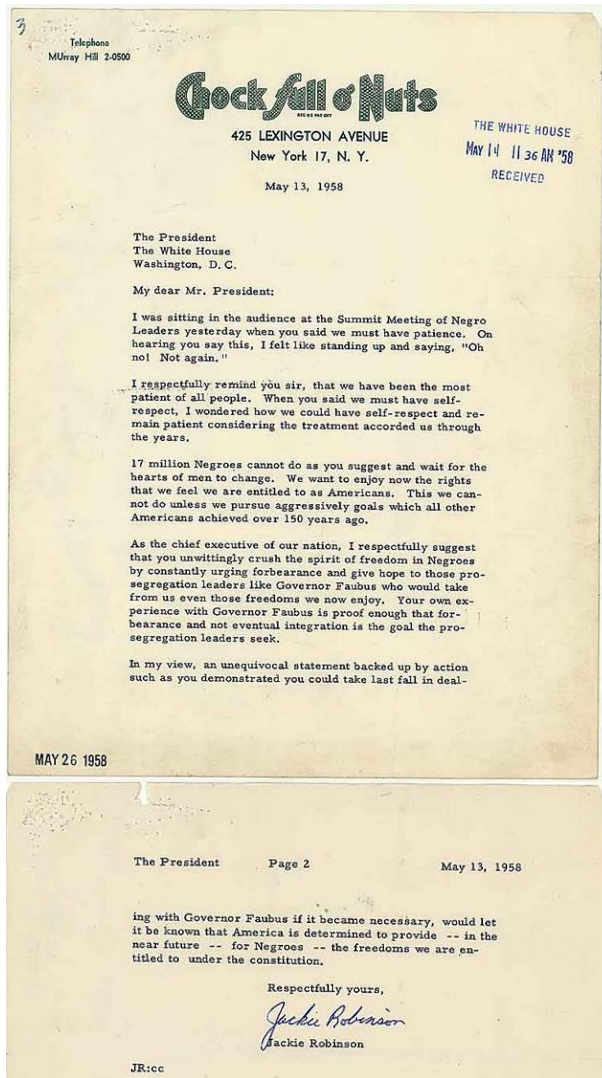 3
Telephone
MUrray Hill 2-0500
Chock full o' Nuts
REG US PAT OFF
425 LEXINGTON AVENUE
New York 17, N. Y.
THE WHITE HOUSE
MAY 14 11 36 AM '58
RECEIVED
May 13, 1958
The President
The White House
Washington, D. C.
My dear Mr. President:
I was sitting in the audience at the Summit Meeting of Negro
Leaders yesterday when you said we must have patience. On
hearing you say this, I felt like standing up and saying, "Oh
no! Not again."
I respectfully remind you sir, that we have been the most
patient of all people. When you said we must have self-
respect, I wondered how we could have self-respect and re-
main patient considering the treatment accorded us through
the years.
17 million Negroes cannot do as you suggest and wait for the
hearts of men to change. We want to enjoy now the rights
that we feel we are entitled to as Americans. This we can-
not do unless we pursue aggressively goals which all other
Americans achieved over 150 years ago.
As the chief executive of our nation, I respectfully suggest
that you unwittingly crush the spirit of freedom in Negroes
by constantly urging forbearance and give hope to those pro-
segregation leaders like Governor Faubus who would take
from us even those freedoms we now enjoy. Your own ex-
perience with Governor Faubus is proof enough that for-
bearance and not eventual integration is the goal the pro-
segregation leaders seek.
In my view, an unequivocal statement backed up by action
such as you demonstrated you could take last fall in deal-
MAY 26 1958
The President Page 2 May 13, 1958
ing with Governor Faubus if it became necessary, would let
it be known that America is determined to provide -- in the
near future -- for Negroes -- the freedoms we are en-
titled to under the constitution.
Respectfully yours,
Jackie Robinson
Jackie Robinson
JR:cc